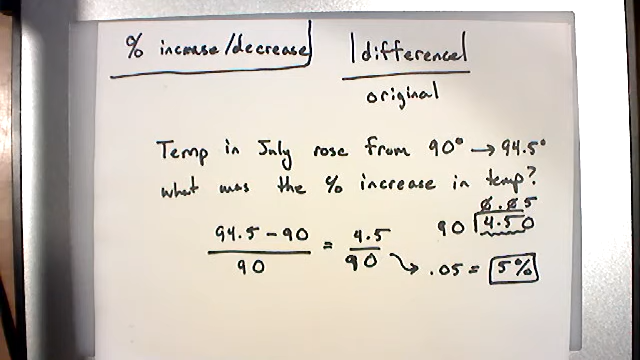 % increase/decrease |difference|
original
Temp in July rose from 90° → 94.5°
what was the % increase in temp?
0.05
90 4.50
94.5 - 90 = 4.5
90 90 → .05 = 5%